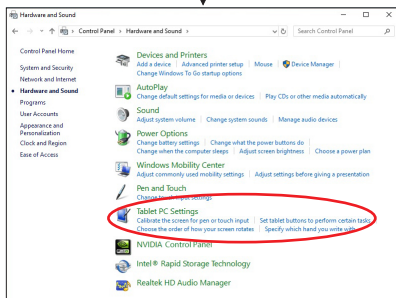 Hardware and Sound
Control Panel > Hardware and Sound >
Search Control Panel
Control Panel Home
System and Security
Network and Internet
Hardware and Sound
Programs
User Accounts
Appearance and
Personalization
Clock and Region
Ease of Access
Devices and Printers
Add a device | Advanced printer setup | Mouse | Device Manager |
Change Windows To Go startup options
AutoPlay
Change default settings for media or devices | Play CDs or other media automatically
Sound
Adjust system volume | Change system sounds | Manage audio devices
Power Options
Change battery settings | Change what the power buttons do |
Change when the computer sleeps | Adjust screen brightness | Choose a power plan
Windows Mobility Center
Adjust commonly used mobility settings | Adjust settings before giving a presentation
Pen and Touch
Change touch input settings
Tablet PC Settings
Calibrate the screen for pen or touch input | Set tablet buttons to perform certain tasks
Choose the order of how your screen rotates | Specify which hand you write with
NVIDIA Control Panel
Intel® Rapid Storage Technology
Realtek HD Audio Manager